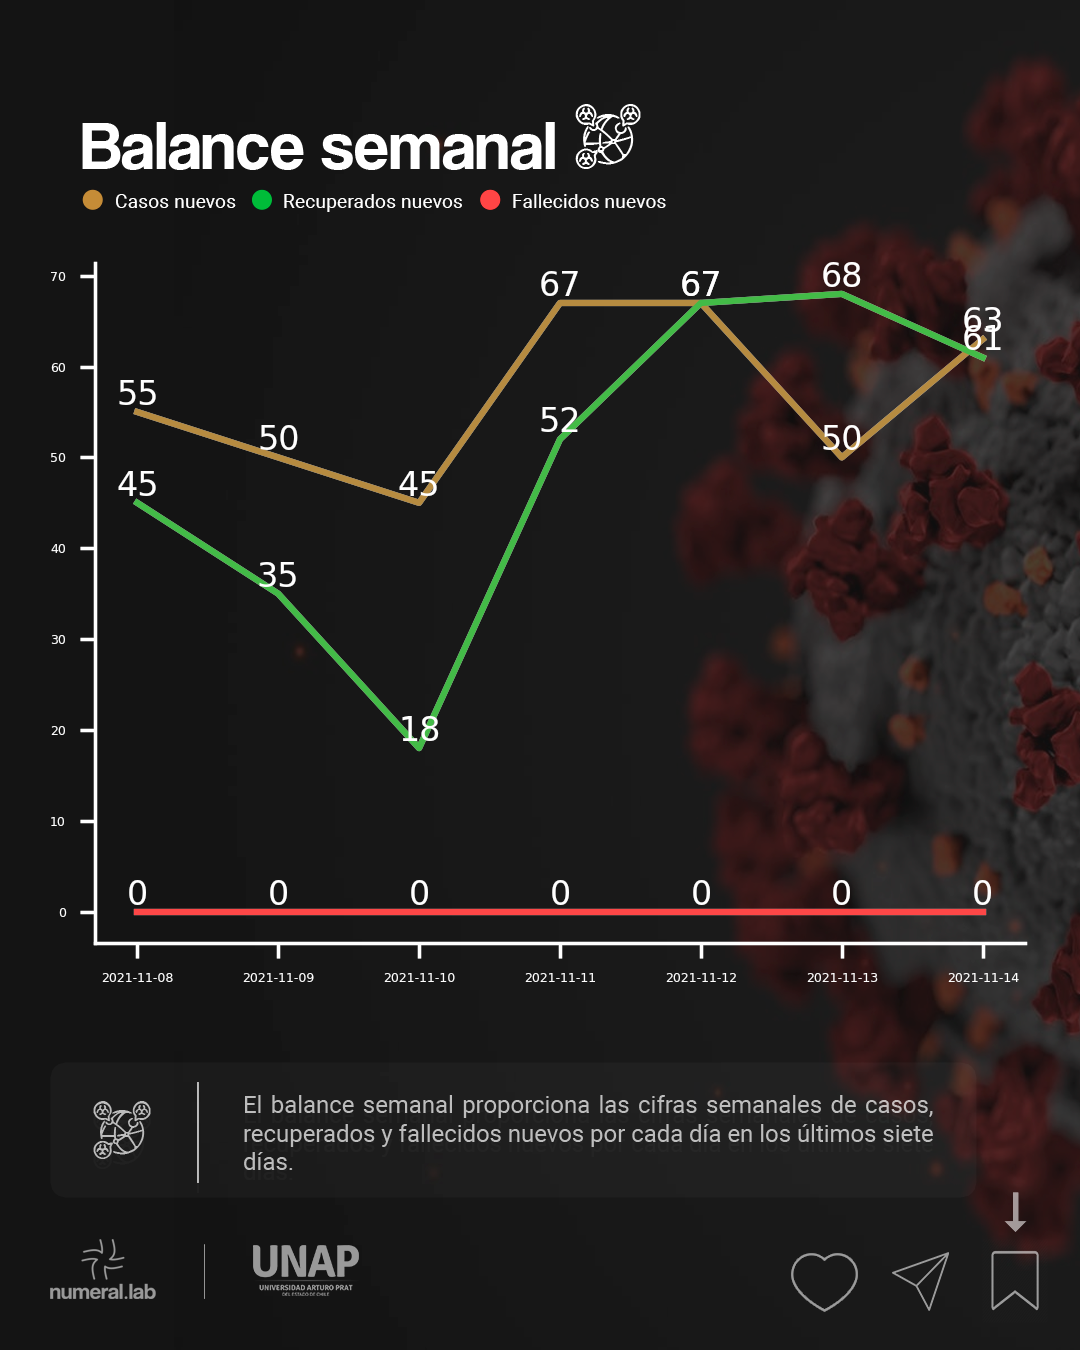 Balance semanal
Casos nuevos Recuperados nuevos Fallecidos nuevos
70
60
50
40
30
20
10
0
55 50 45 67 67 50 63
45 35 18 52 68 61
0 0 0 0 0 0 0
2021-11-08 2021-11-09 2021-11-10 2021-11-11 2021-11-12 2021-11-13 2021-11-14
El balance semanal proporciona las cifras semanales de casos,
recuperados y fallecidos nuevos por cada día en los últimos siete
días.
numeral.lab
UNAP
UNIVERSIDAD ARTURO PRAT
DEL ESTADO DE CHILE